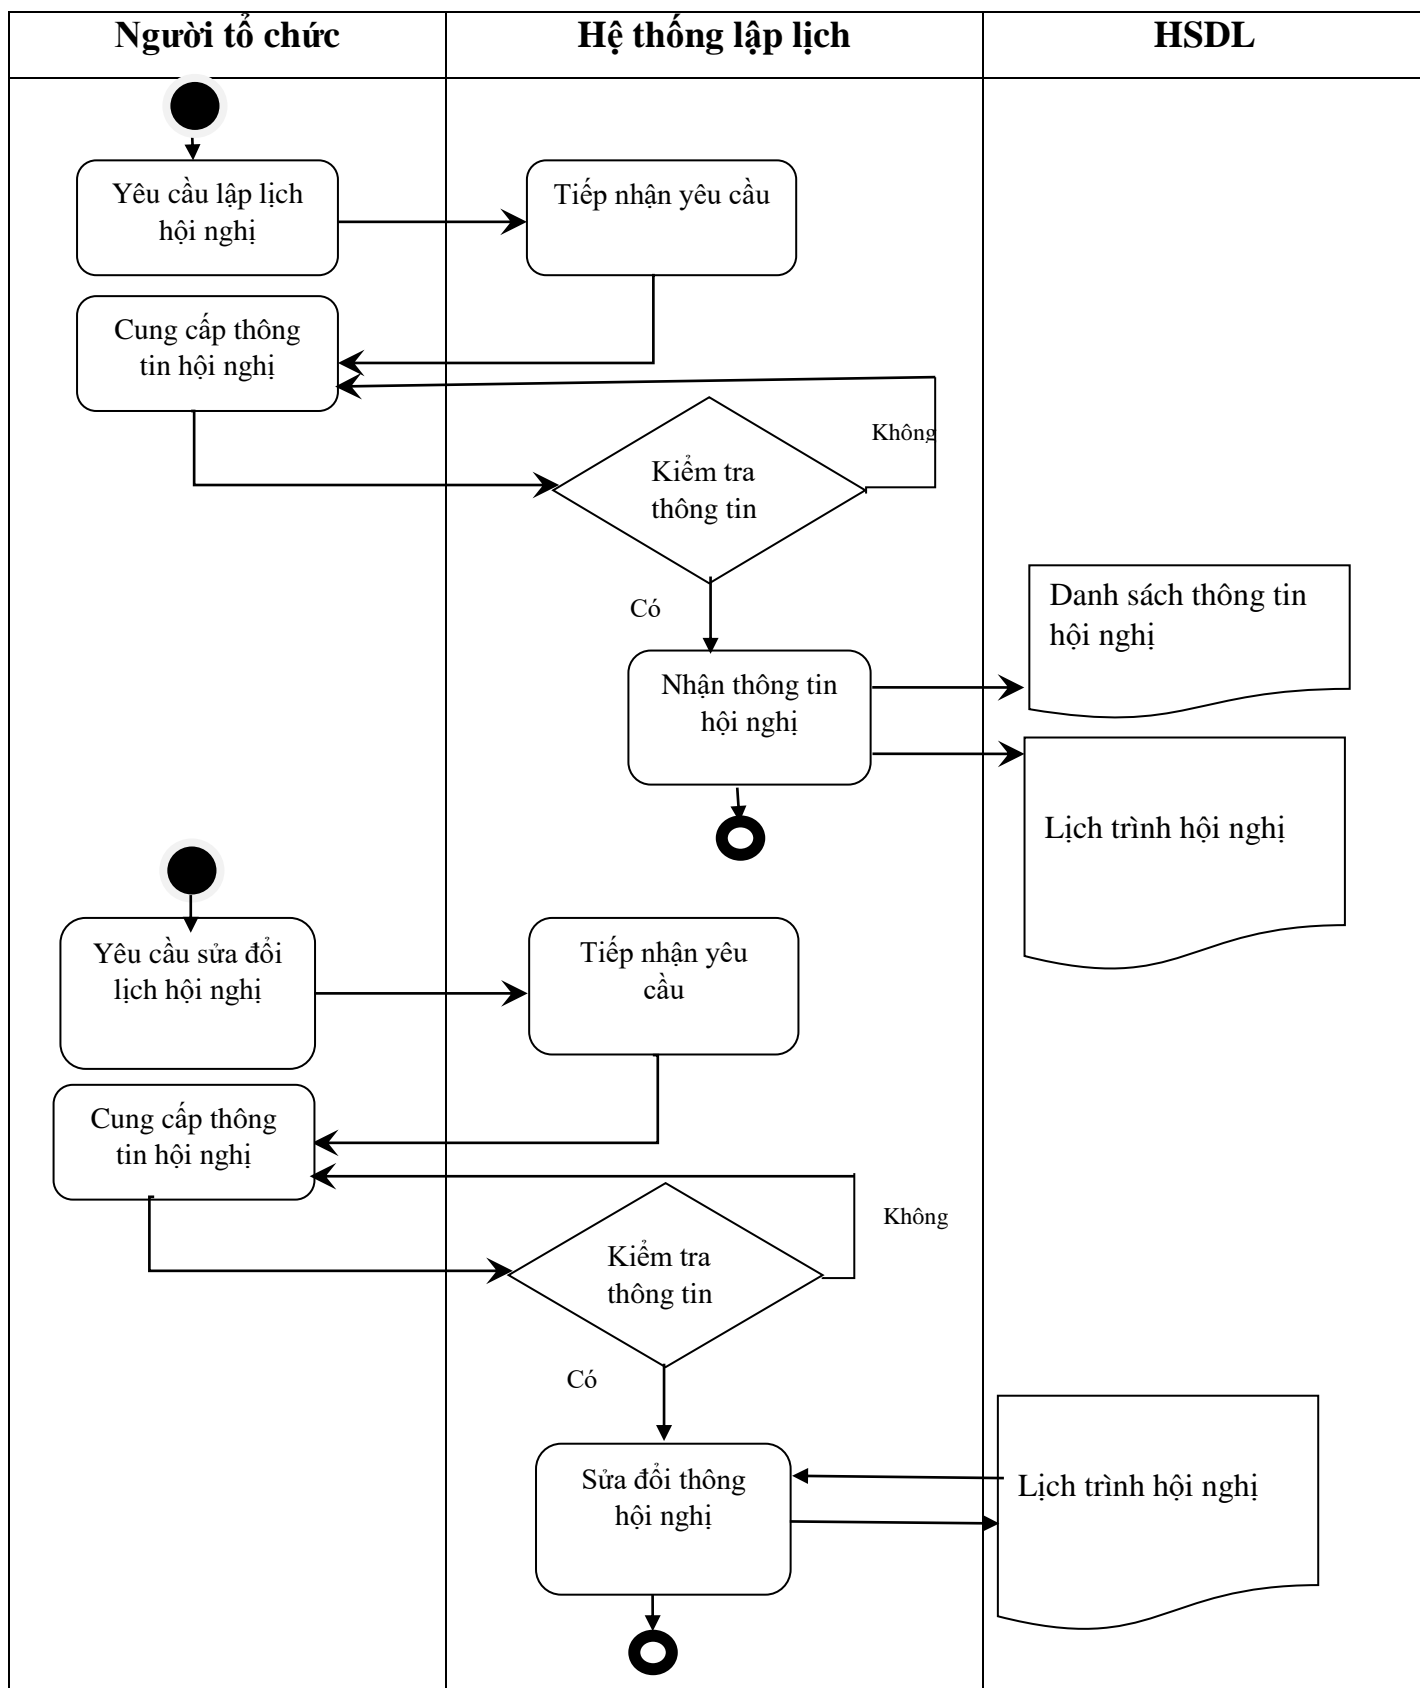 Người tổ chức
Hệ thống lập lịch
HSDL
Yêu cầu lập lịch
hội nghị
Tiếp nhận yêu cầu
Cung cấp thông
tin hội nghị
Không
Kiểm tra
thông tin
Có
Danh sách thông tin
hội nghị
Nhận thông tin
hội nghị
Lịch trình hội nghị
Yêu cầu sửa đổi
lịch hội nghị
Tiếp nhận yêu
cầu
Cung cấp thông
tin hội nghị
Không
Kiểm tra
thông tin
Có
Sửa đổi thông
hội nghị
Lịch trình hội nghị